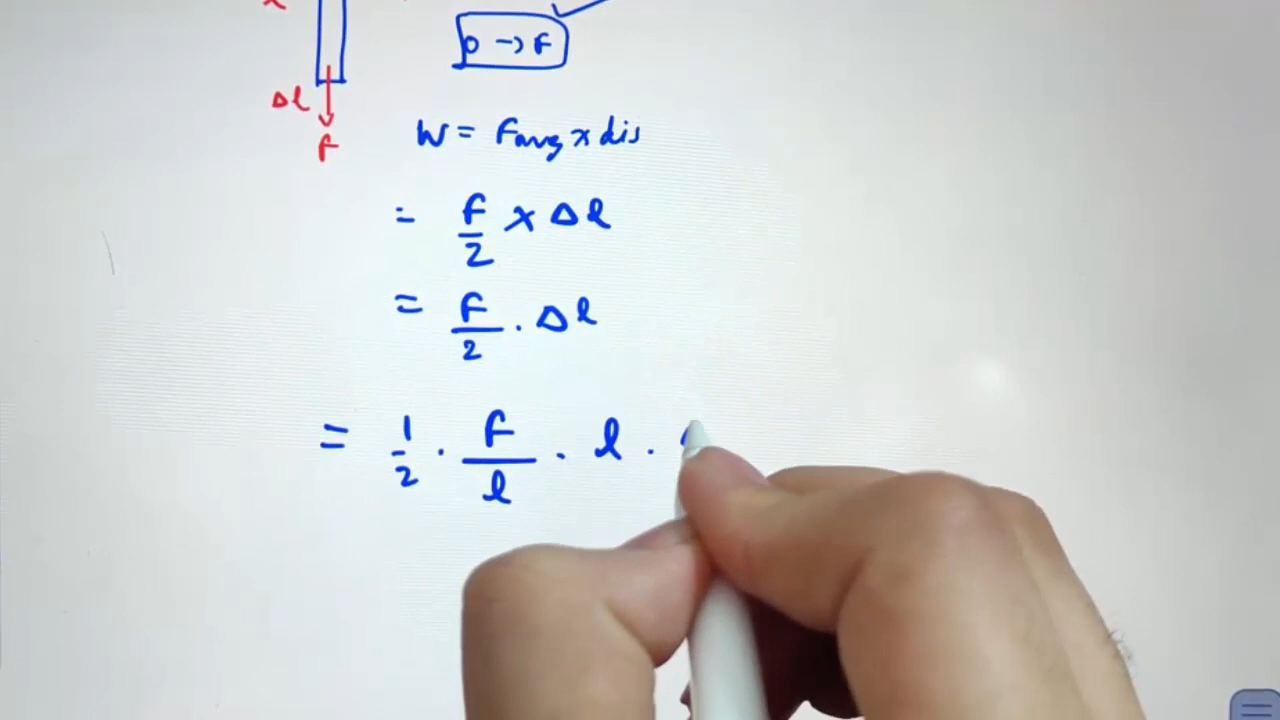 0 → F
Δl
F
W = Favg x dis
= F/2 x Δl
= F/2 . Δl
= 1/2 . F/l . l .